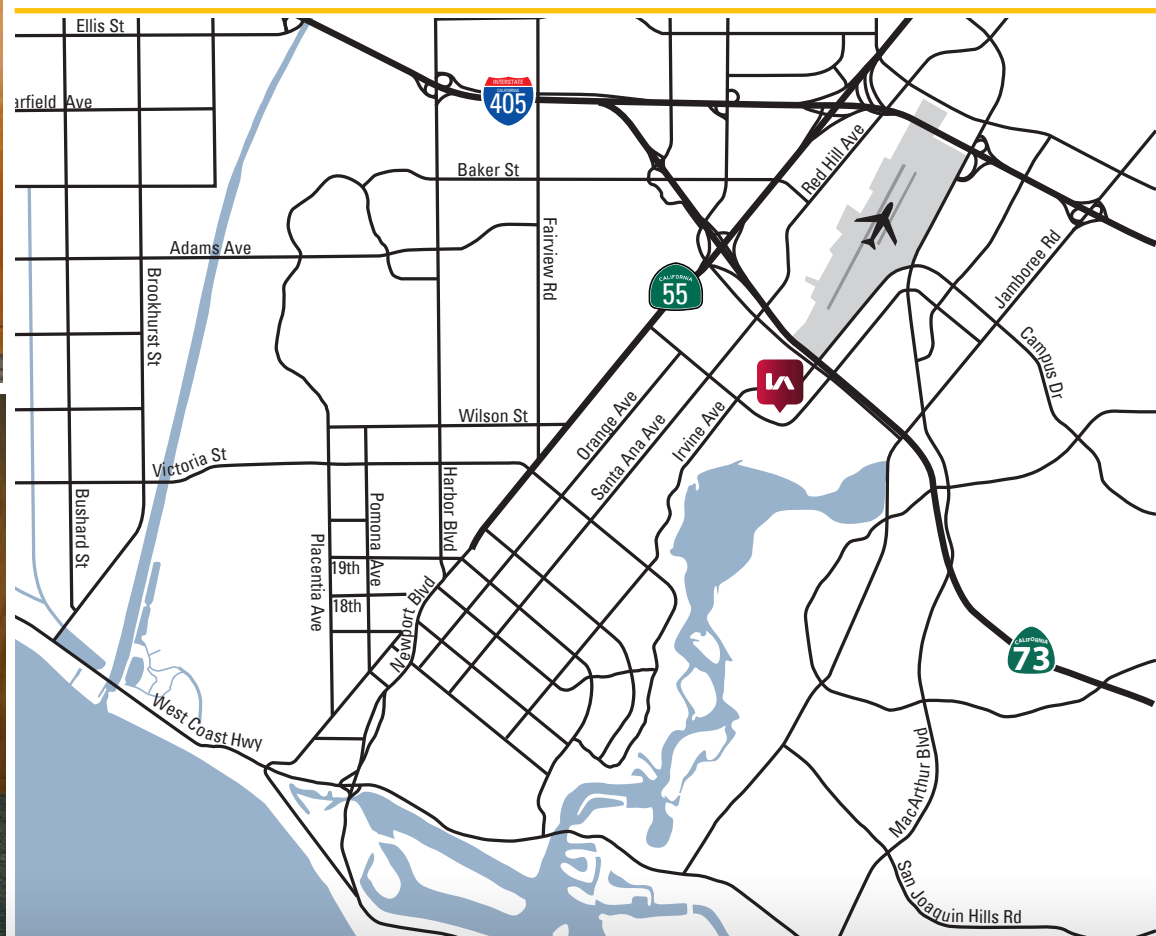 Ellis St
INTERSTATE
CALIFORNIA
405
arfield Ave
Red Hill Ave
Baker St
Fairview Rd
Adams Ave
Jamboree Rd
Brookhurst St
CALIFORNIA
55
Campus Dr
Orange Ave
Wilson St
Santa Ana Ave
Irvine Ave
Victoria St
Harbor Blvd
Bushard St
Pomona Ave
Placentia Ave
19th
18th
Newport Blvd
CALIFORNIA
73
West Coast Hwy
MacArthur Blvd
San Joaquin Hills Rd